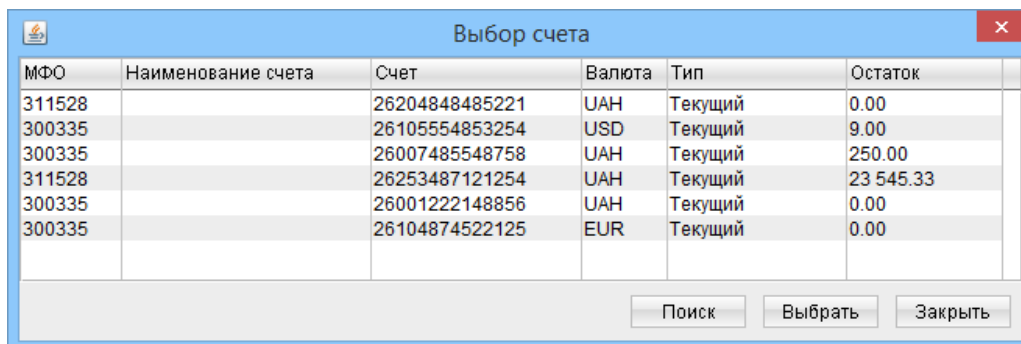 Выбор счета
МФО Наименование счета Счет Валюта Тип Остаток
311528 26204848485221 UAH Текущий 0.00
300335 26105554853254 USD Текущий 9.00
300335 26007485548758 UAH Текущий 250.00
311528 26253487121254 UAH Текущий 23 545.33
300335 26001222148856 UAH Текущий 0.00
300335 26104874522125 EUR Текущий 0.00
Поиск Выбрать Закрыть